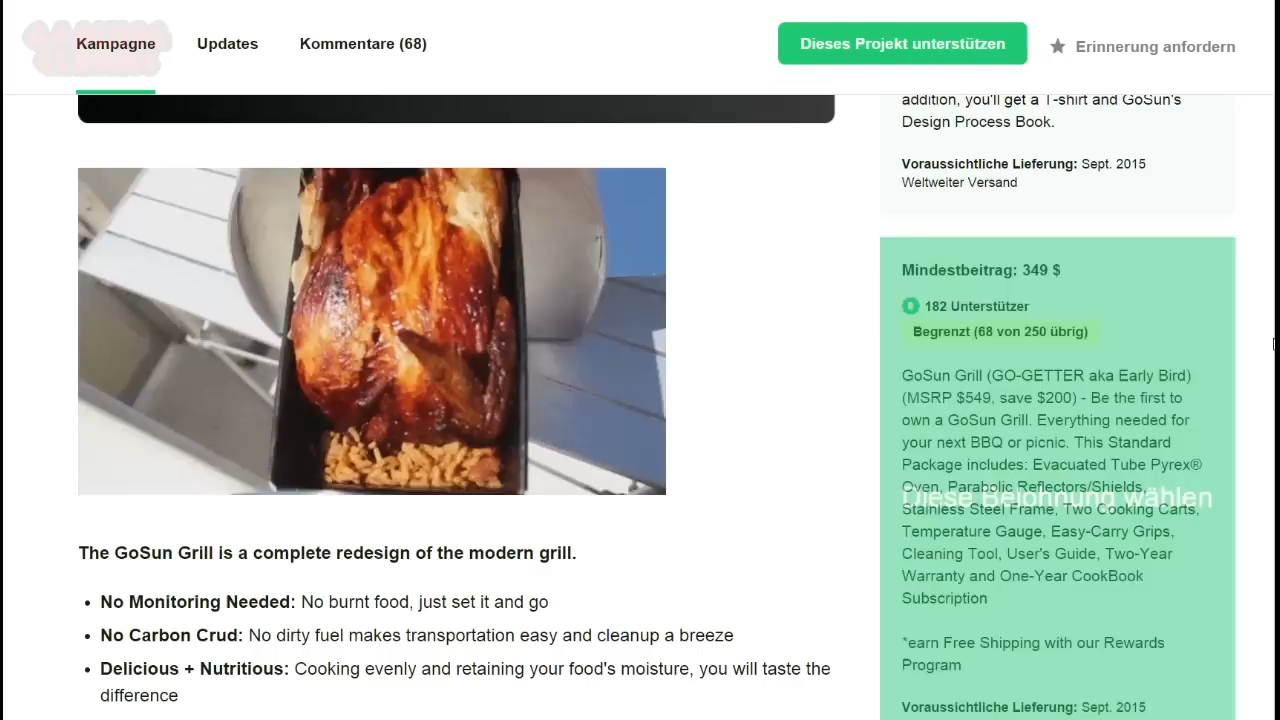 Kampagne
Updates
Kommentare (68)
Dieses Projekt unterstützen
Erinnerung anfordern
addition, you'll get a T-shirt and GoSun's
Design Process Book.
Voraussichtliche Lieferung: Sept. 2015
Weltweiter Versand
Mindestbeitrag: 349 $
182 Unterstützer
Begrenzt (68 von 250 übrig)
GoSun Grill (GO-GETTER aka Early Bird)
(MSRP $549, save $200) - Be the first to
own a GoSun Grill. Everything needed for
your next BBQ or picnic. This Standard
Package includes: Evacuated Tube Pyrex®
Oven, Parabolic Reflectors/Shields,
Diese Belohnung wählen
Stainless Steel Frame, Two Cooking Carts,
Temperature Gauge, Easy-Carry Grips,
Cleaning Tool, User's Guide, Two-Year
Warranty and One-Year CookBook
Subscription
*earn Free Shipping with our Rewards
Program
Voraussichtliche Lieferung: Sept. 2015
The GoSun Grill is a complete redesign of the modern grill.
• No Monitoring Needed: No burnt food, just set it and go
• No Carbon Crud: No dirty fuel makes transportation easy and cleanup a breeze
• Delicious + Nutritious: Cooking evenly and retaining your food's moisture, you will taste the
difference